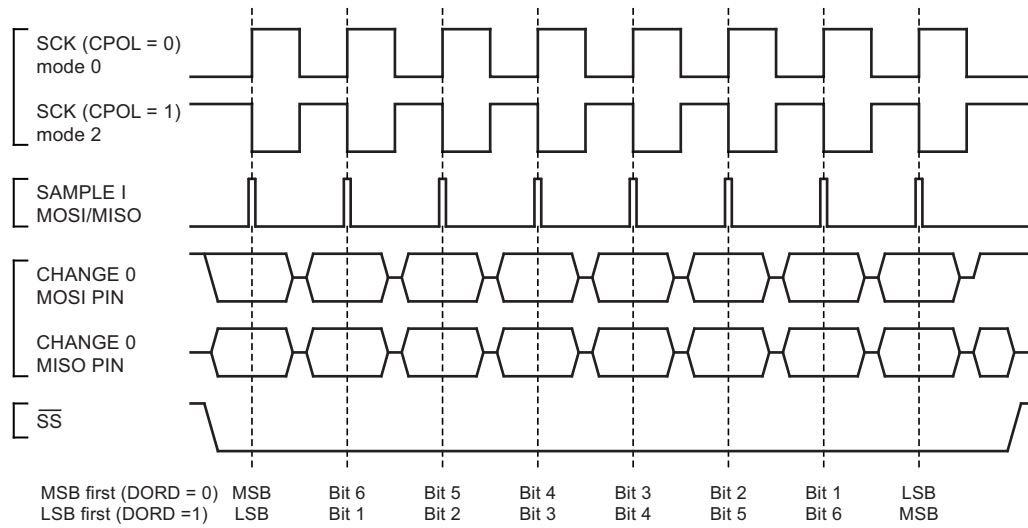 SCK (CPOL = 0)
mode 0
SCK (CPOL = 1)
mode 2
SAMPLE I
MOSI/MISO
CHANGE 0
MOSI PIN
CHANGE 0
MISO PIN
SS
MSB first (DORD = 0) MSB Bit 6 Bit 5 Bit 4 Bit 3 Bit 2 Bit 1 LSB
LSB first (DORD =1) LSB Bit 1 Bit 2 Bit 3 Bit 4 Bit 5 Bit 6 MSB